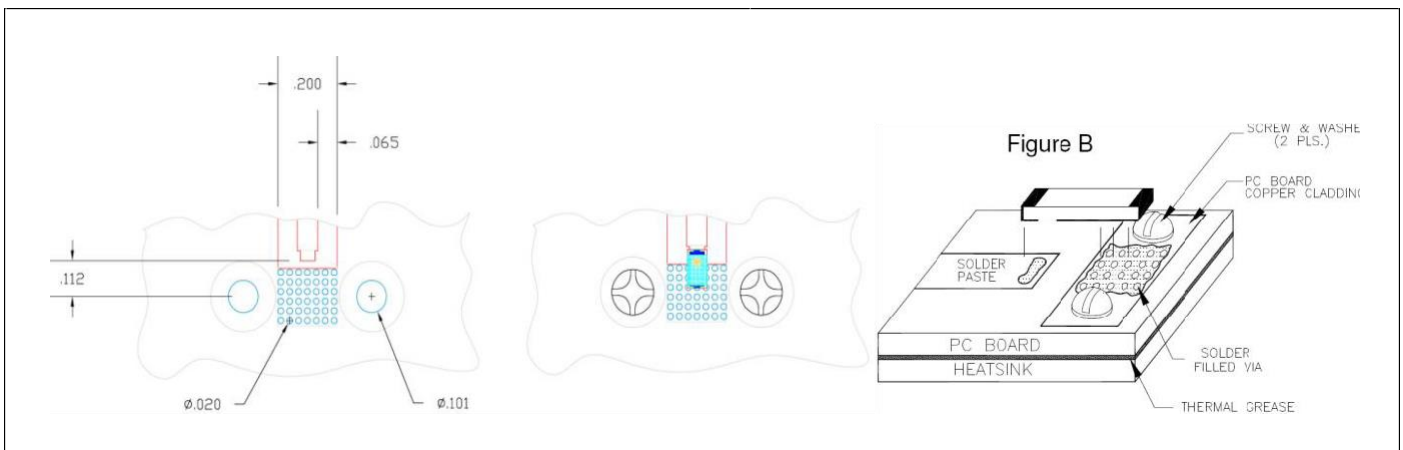 .200
.065
.112
Ø.020
Ø.101
Figure B
SCREW & WASHE
(2 PLS.)
PC BOARD
COPPER CLADDIN
SOLDER
PASTE
PC BOARD
HEATSINK
SOLDER
FILLED VIA
THERMAL GREASE